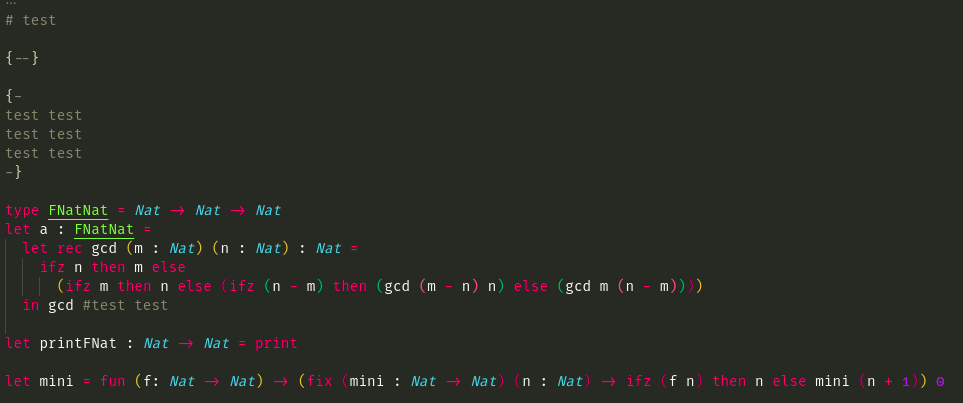 ...
# test
{--}
{-
test test
test test
test test
-}
type FNatNat = Nat → Nat → Nat
let a : FNatNat =
let rec gcd (m : Nat) (n : Nat) : Nat =
ifz n then m else
(ifz m then n else (ifz (n - m) then (gcd (m - n) n) else (gcd m (n - m))))
in gcd #test test
let printFNat : Nat → Nat = print
let mini = fun (f: Nat → Nat) → (fix (mini : Nat → Nat) (n : Nat) → ifz (f n) then n else mini (n + 1)) 0